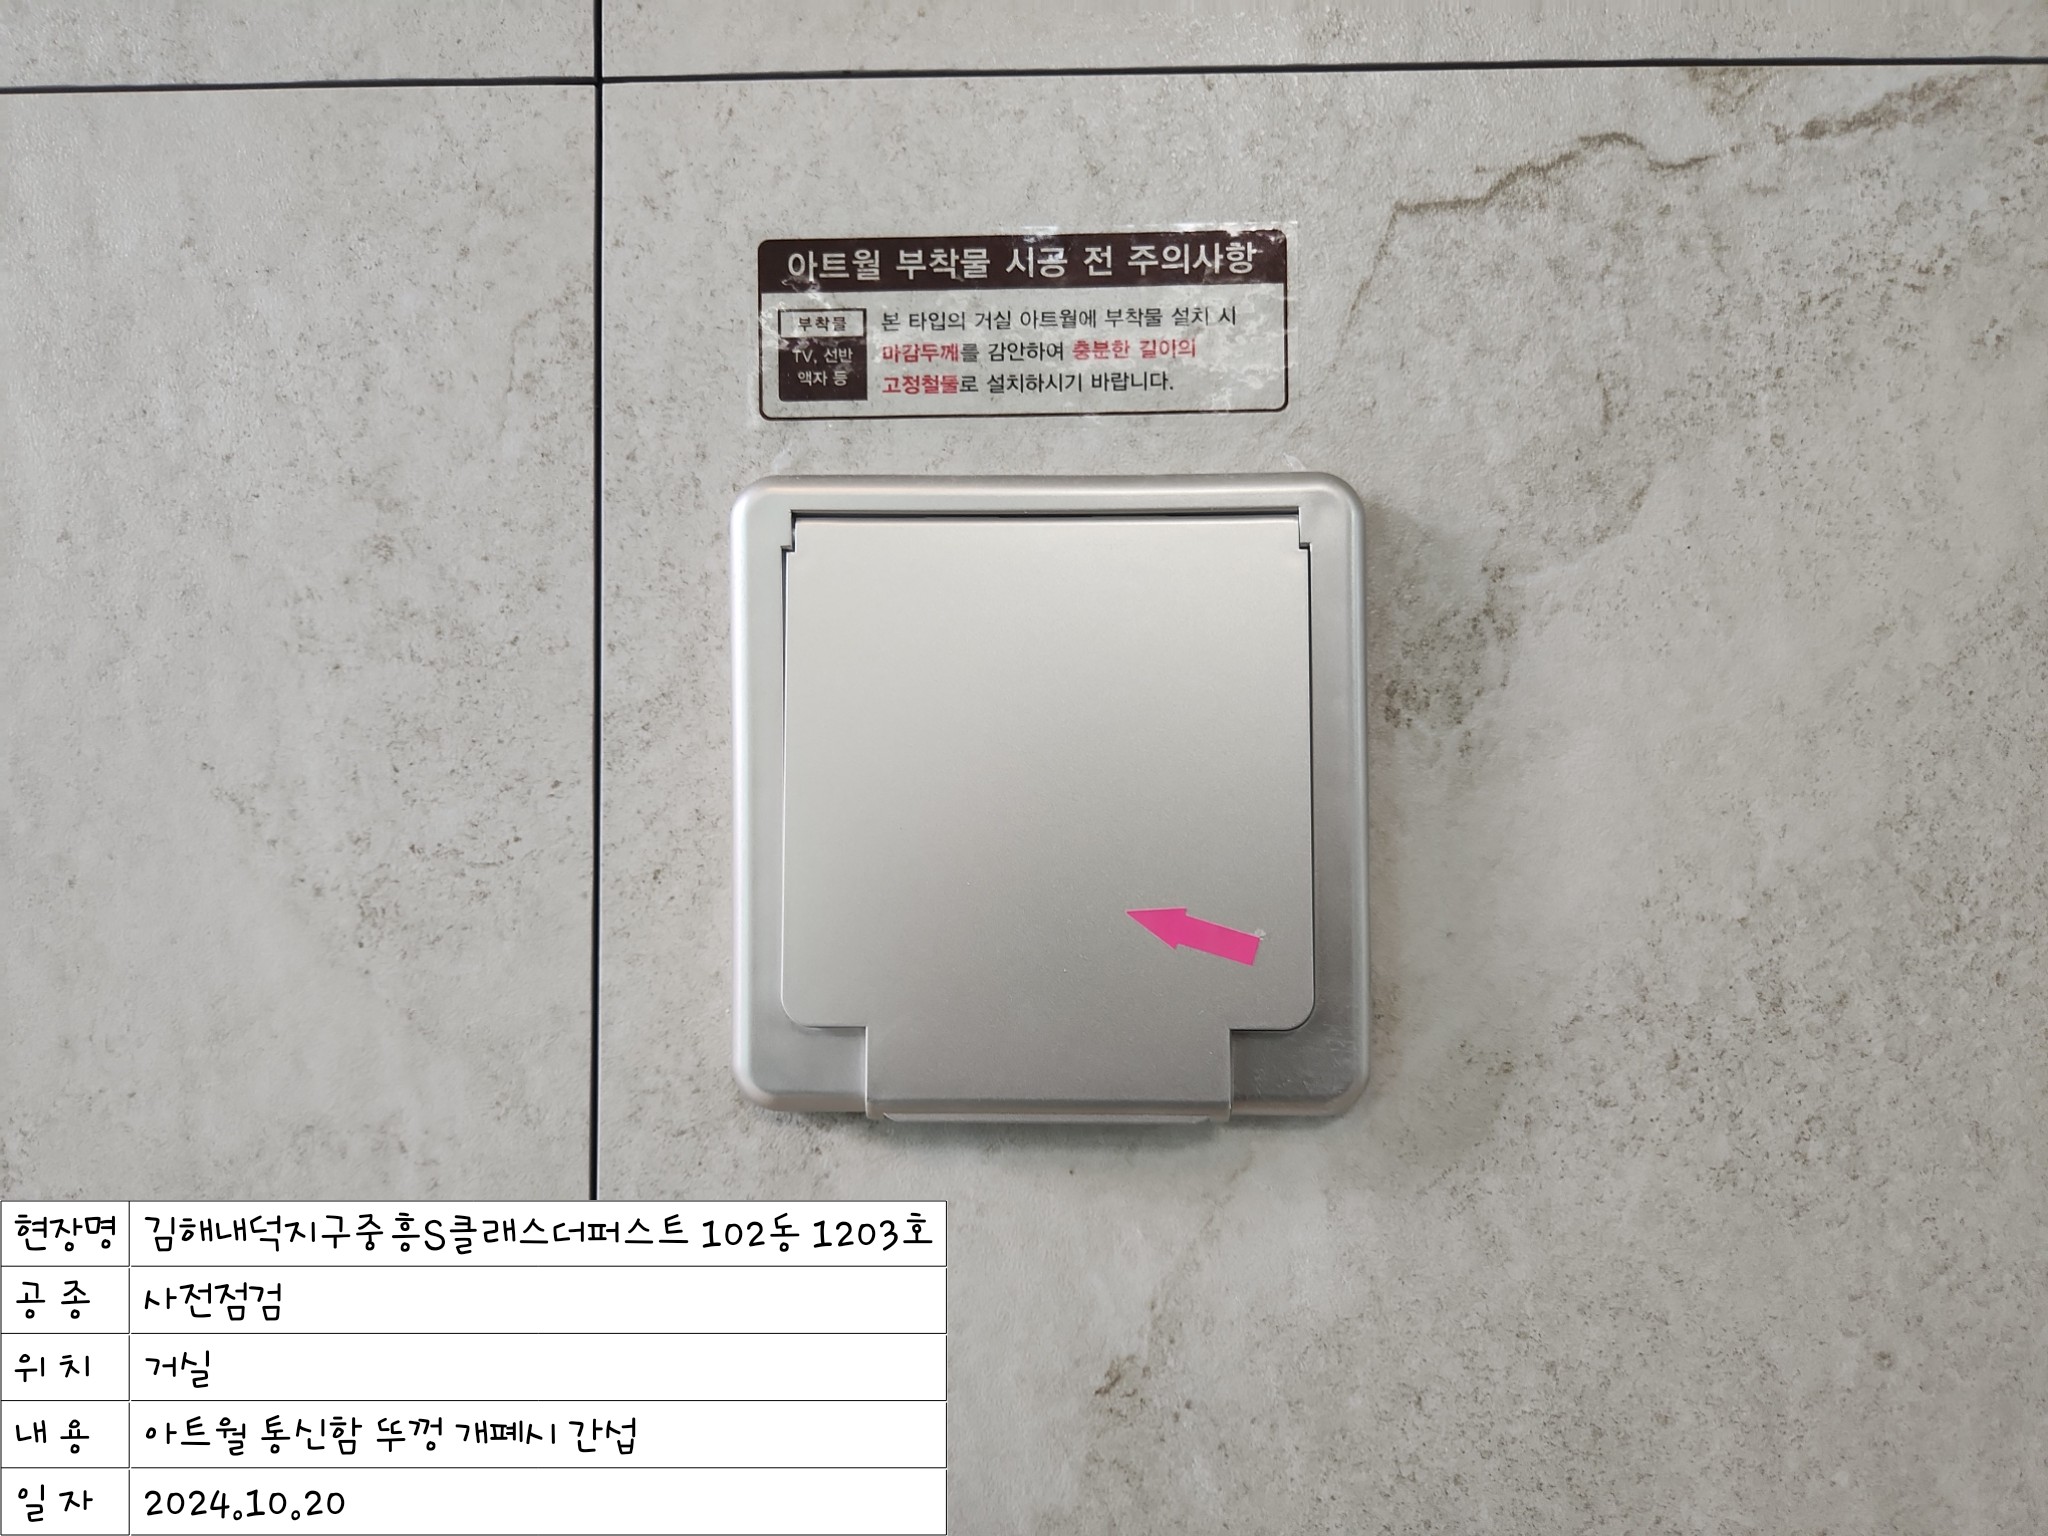 아트월 부착물 시공 전 주의사항
부착물
TV, 선반
액자 등
본 타입의 거실 아트월에 부착물 설치 시
마감두께를 감안하여 충분한 길이의
고정철물로 설치하시기 바랍니다.
현장명 김해내덕지구중흥S클래스더퍼스트 102동 1203호
공 종 사전점검
위 치 거실
내 용 아트월 통신함 뚜껑 개폐시 간섭
일 자 2024.10.20